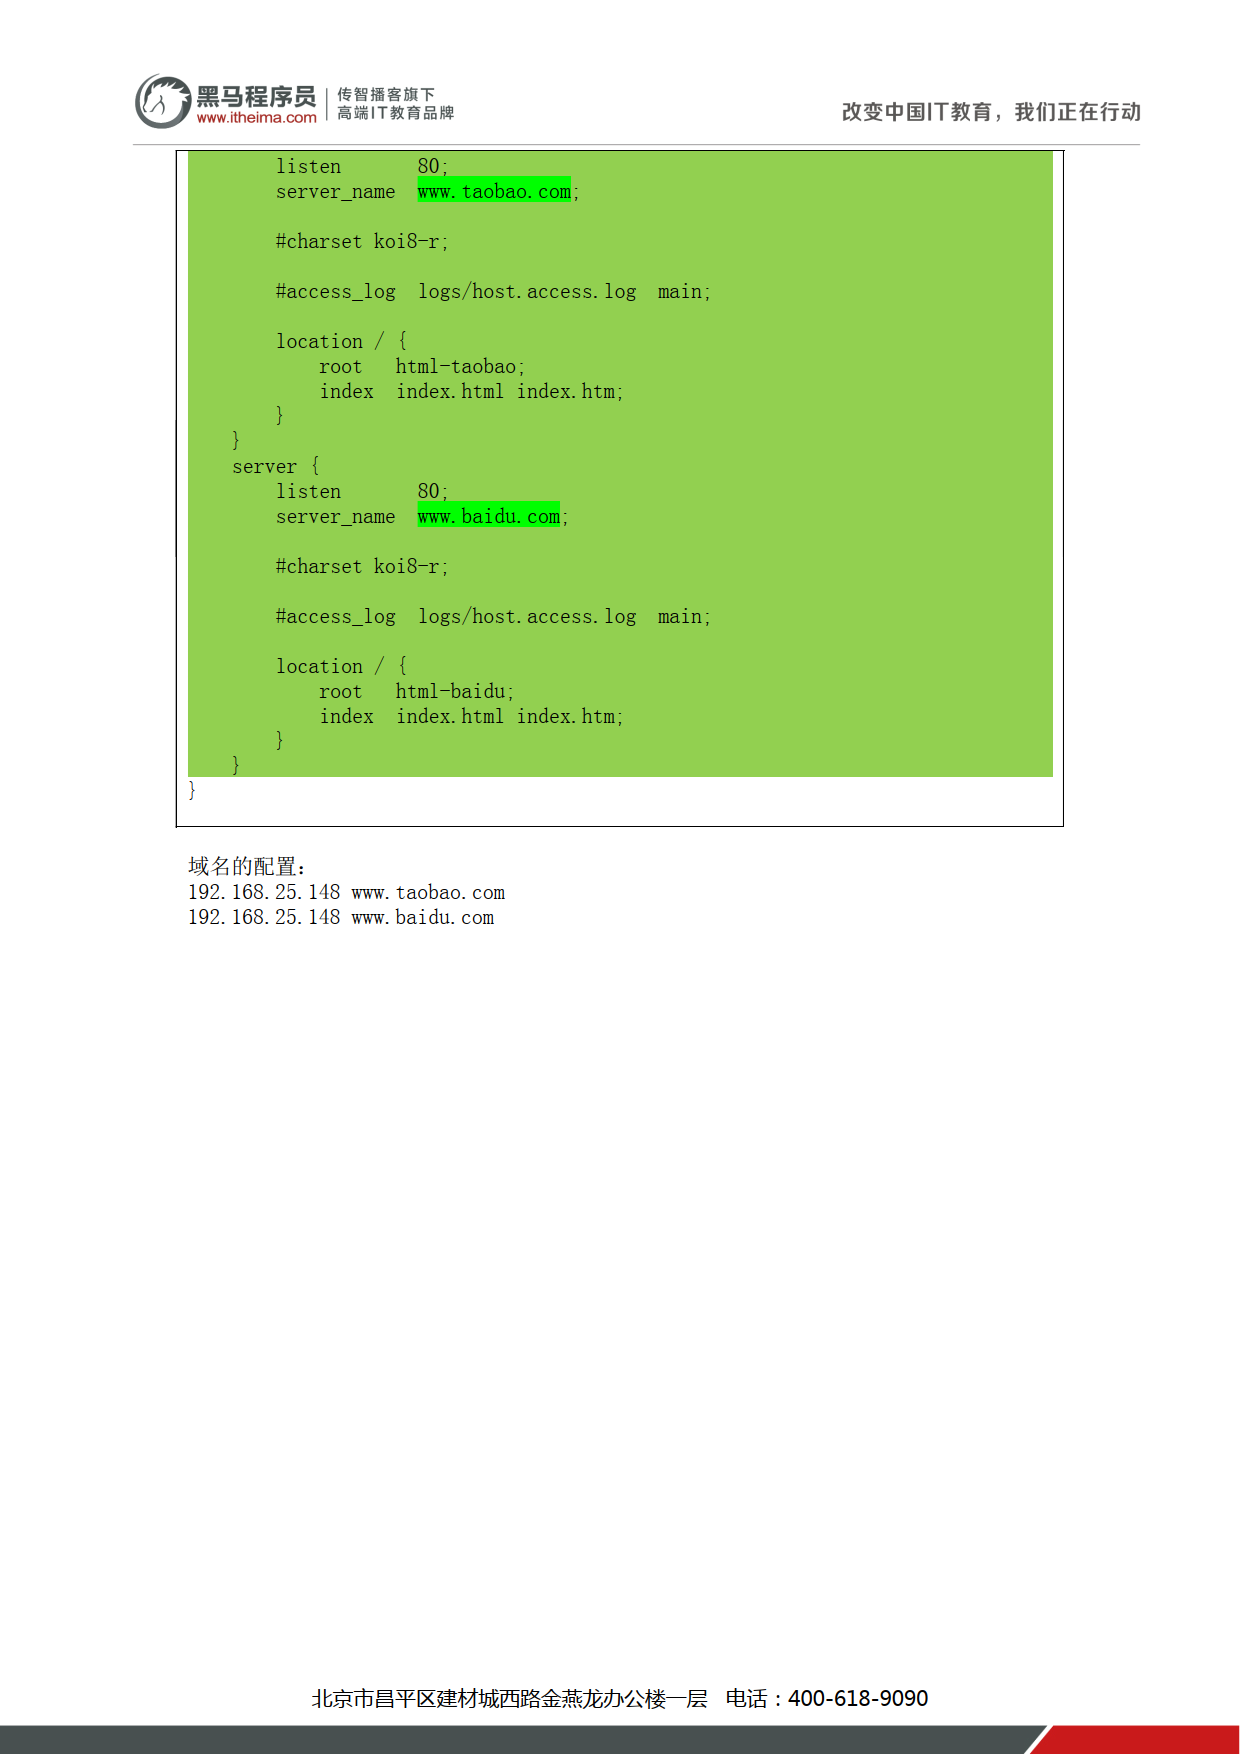 黑马程序员
www.itheima.com
传智播客旗下
高端IT教育品牌
改变中国IT教育，我们正在行动
        listen       80;
        server_name  www.taobao.com;

        #charset koi8-r;

        #access_log  logs/host.access.log  main;

        location / {
            root   html-taobao;
            index  index.html index.htm;
        }
    }
    server {
        listen       80;
        server_name  www.baidu.com;

        #charset koi8-r;

        #access_log  logs/host.access.log  main;

        location / {
            root   html-baidu;
            index  index.html index.htm;
        }
    }
}
域名的配置：
192.168.25.148 www.taobao.com
192.168.25.148 www.baidu.com
北京市昌平区建材城西路金燕龙办公楼一层   电话：400-618-9090